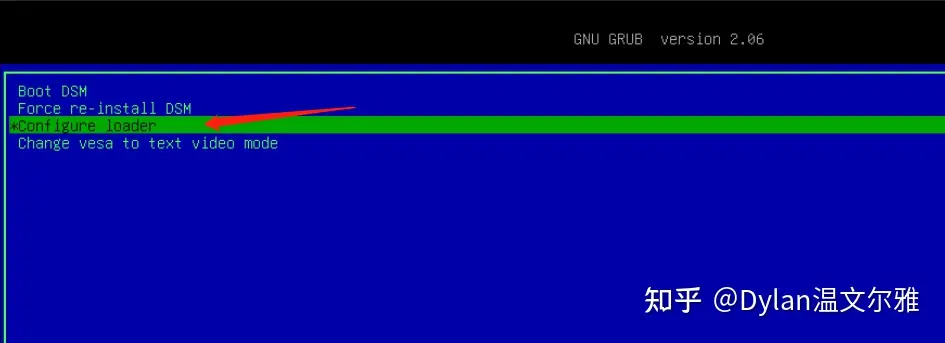 GNU GRUB  version 2.06
Boot DSM
Force re-install DSM
*Configure loader
Change vesa to text video mode
知乎 @Dylan温文尔雅